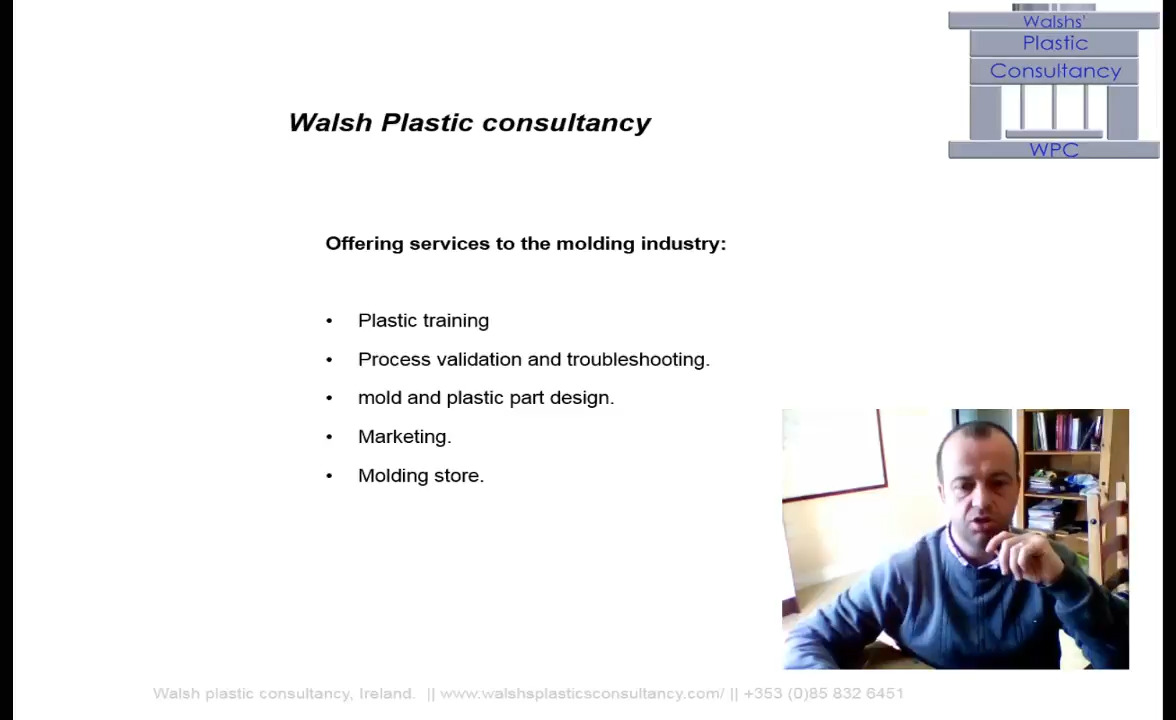 Walshs'
Plastic
Consultancy
WPC
Walsh Plastic consultancy
Offering services to the molding industry:
• Plastic training
• Process validation and troubleshooting.
• mold and plastic part design.
• Marketing.
• Molding store.
Walsh plastic consultancy, Ireland. || www.walshsplasticsconsultancy.com/ || +353 (0)85 832 6451